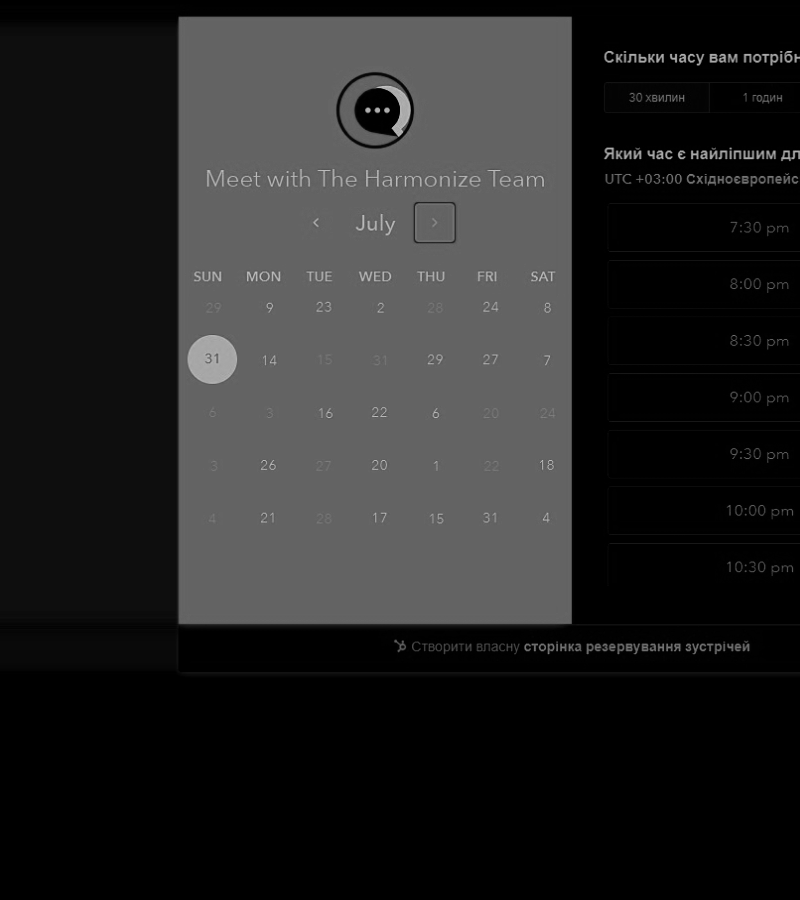 Meet with The Harmonize Team
July
SUN MON TUE WED THU FRI SAT
29 9 23 2 28 24 8
31 14 15 31 29 27 7
6 3 16 22 6 20 24
3 26 27 20 1 22 18
4 21 28 17 15 31 4
Скільки часу вам
30 хвилин 1 годин
Який час є найліпшим
UTC +03:00
7:30 pm
8:00 pm
8:30 pm
9:00 pm
9:30 pm
10:00 pm
10:30 pm
Створити власну сторінка резервування зустрічей